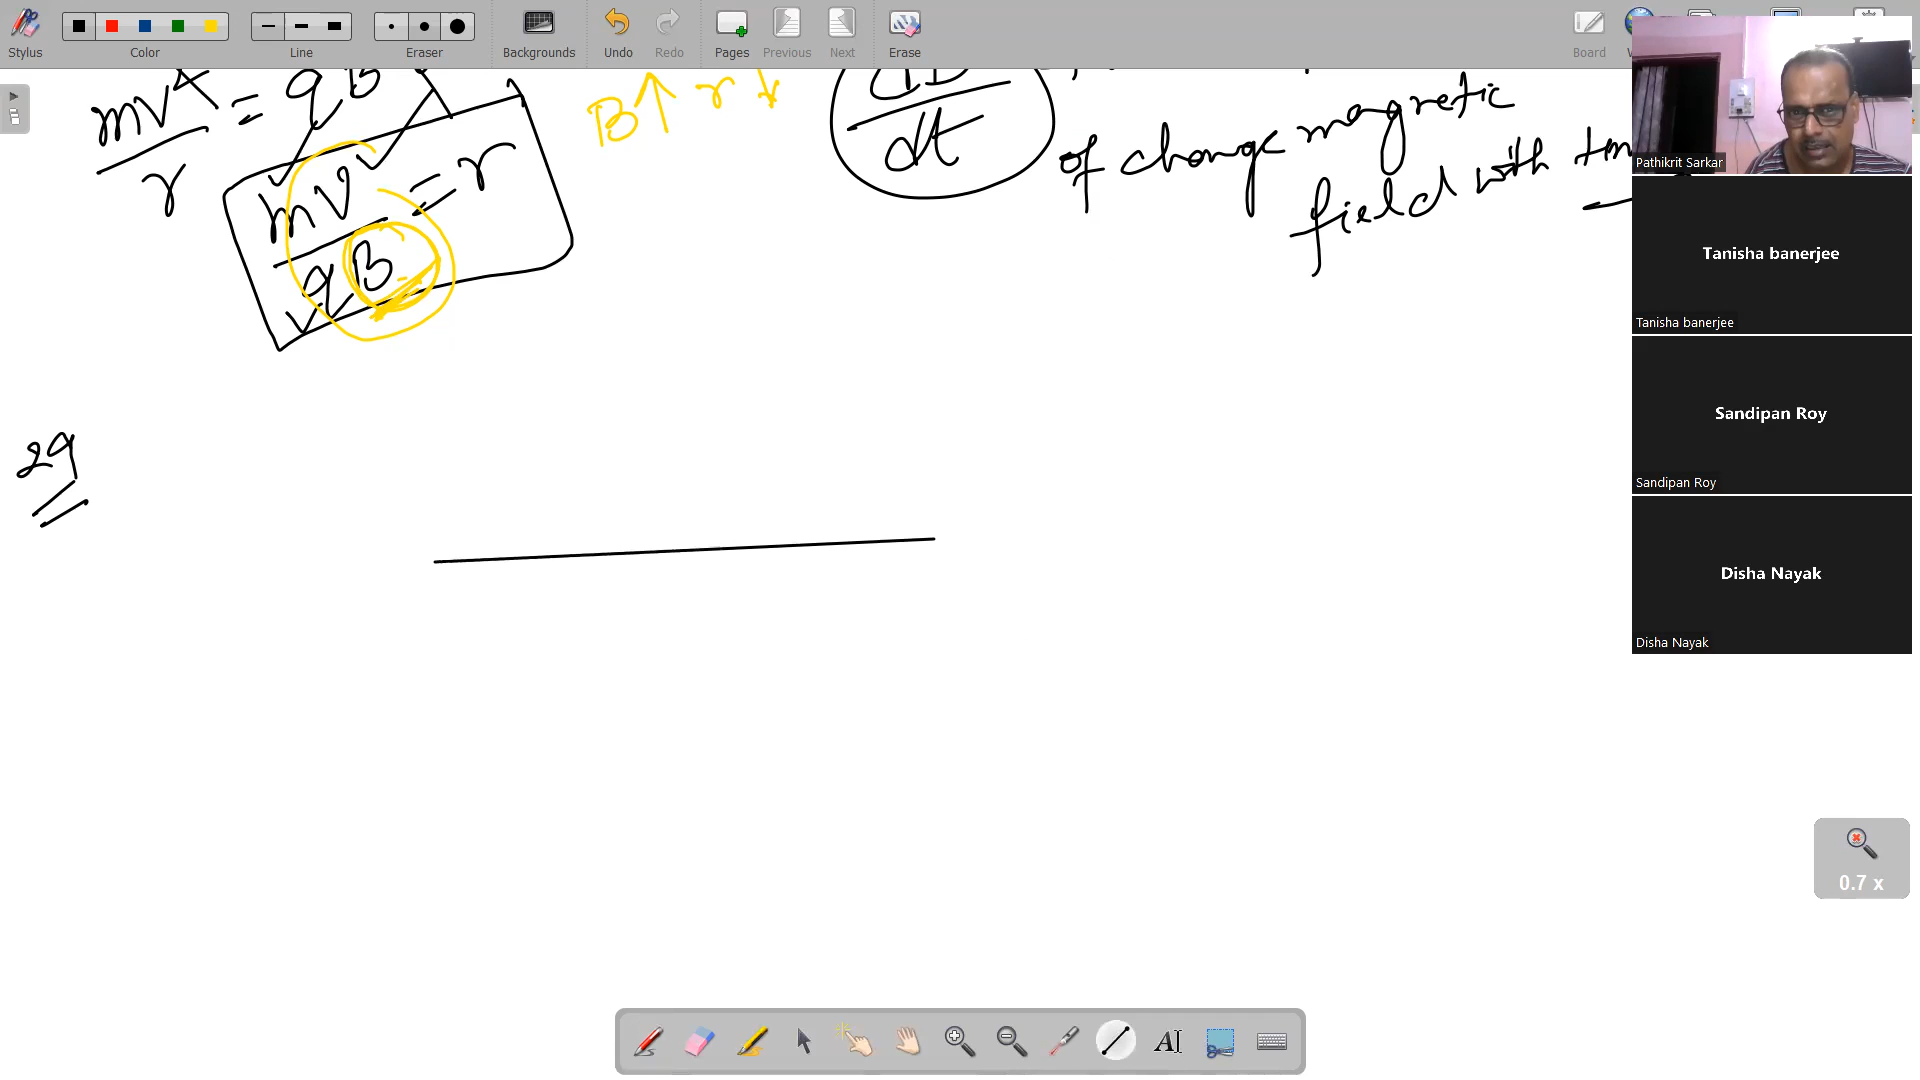 Stylus
Color
Line
Eraser
Backgrounds
Undo
Redo
Pages
Previous
Next
Erase
Board
mv² / r = qB
mv / qB = r
B↑ r↓
dB / dt
of change magnetic
field with
29
Pathikrit Sarkar
Tanisha banerjee
Tanisha banerjee
Sandipan Roy
Sandipan Roy
Disha Nayak
Disha Nayak
0.7 x